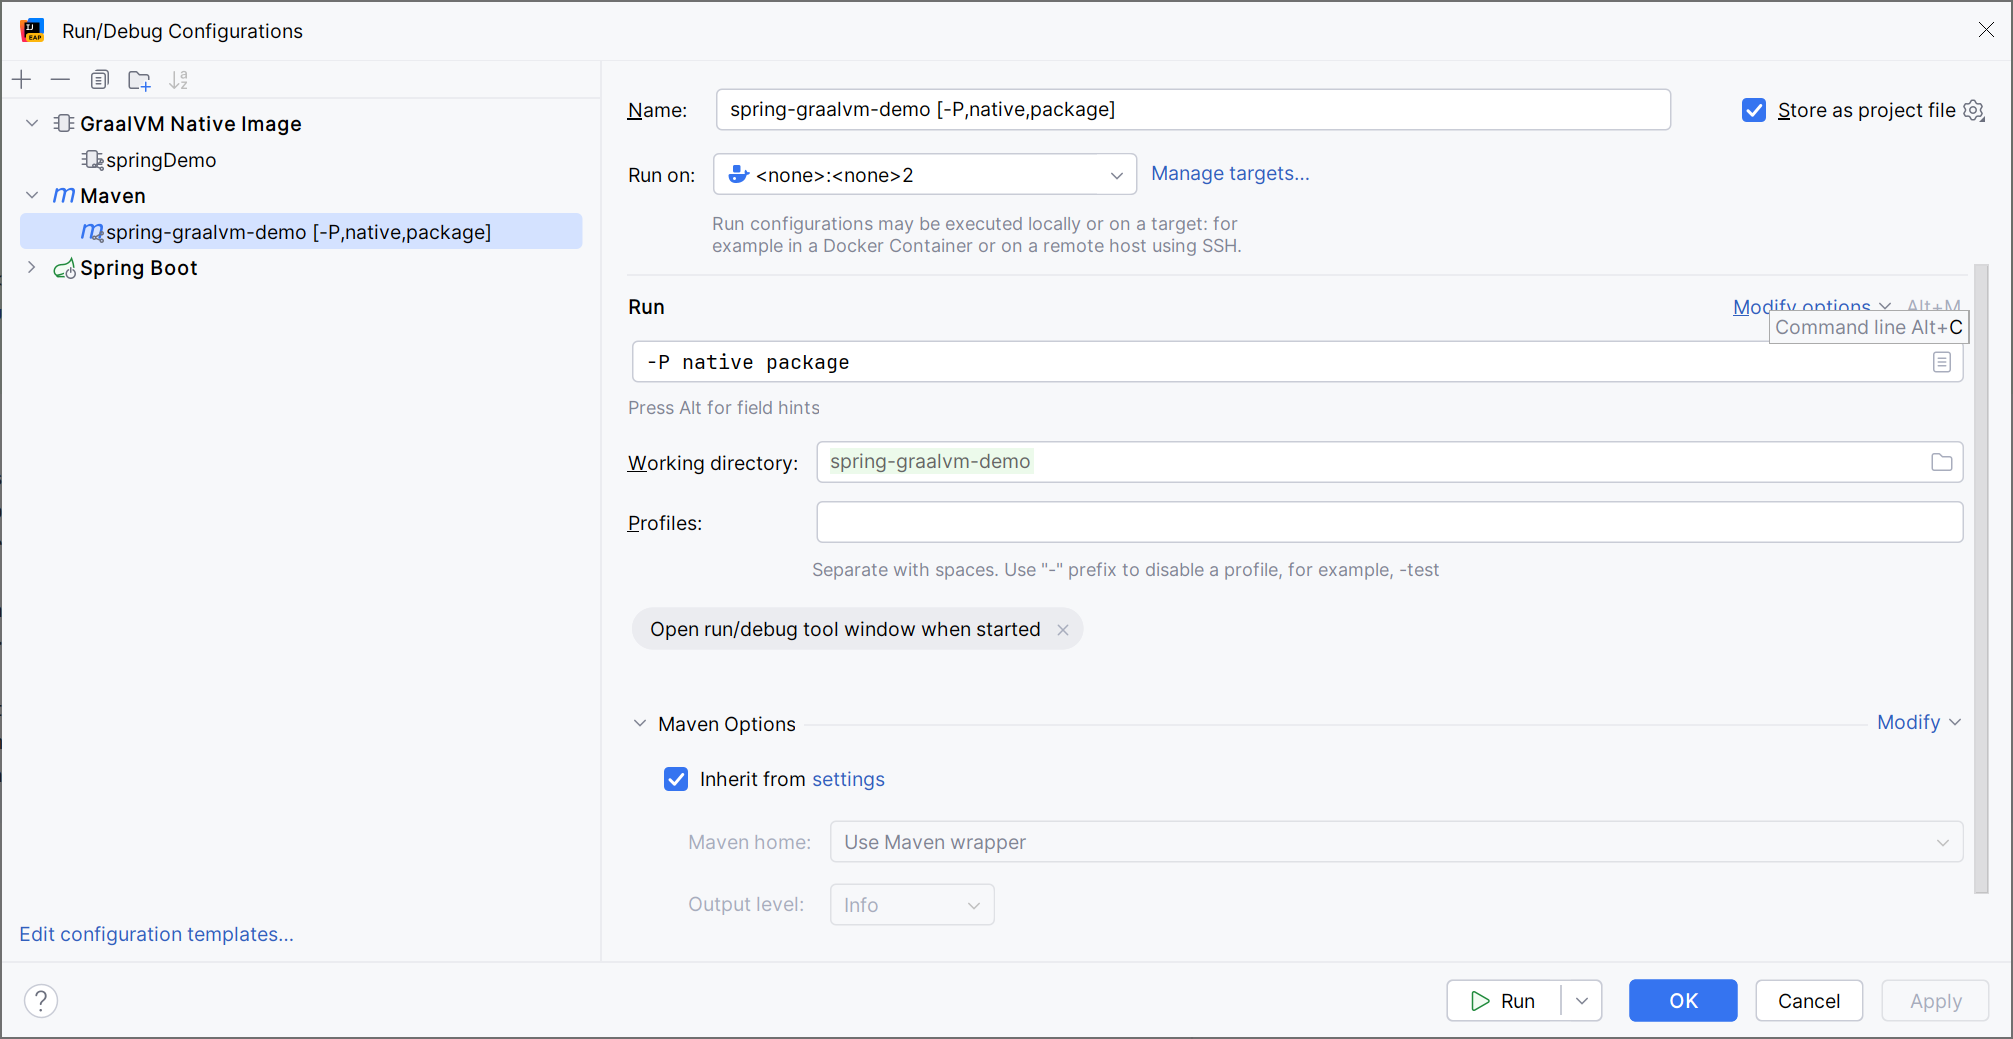 Run/Debug Configurations
GraalVM Native Image
springDemo
Maven
spring-graalvm-demo [-P,native,package]
Spring Boot
Edit configuration templates...
Name: spring-graalvm-demo [-P,native,package] Store as project file
Run on: <none>:<none>2 Manage targets...
Run configurations may be executed locally or on a target: for
example in a Docker Container or on a remote host using SSH.
Run Modify options Alt+M
Command line Alt+C
-P native package
Press Alt for field hints
Working directory: spring-graalvm-demo
Profiles:
Separate with spaces. Use "-" prefix to disable a profile, for example, -test
Open run/debug tool window when started
Maven Options Modify
Inherit from settings
Maven home: Use Maven wrapper
Output level: Info
? Run OK Cancel Apply